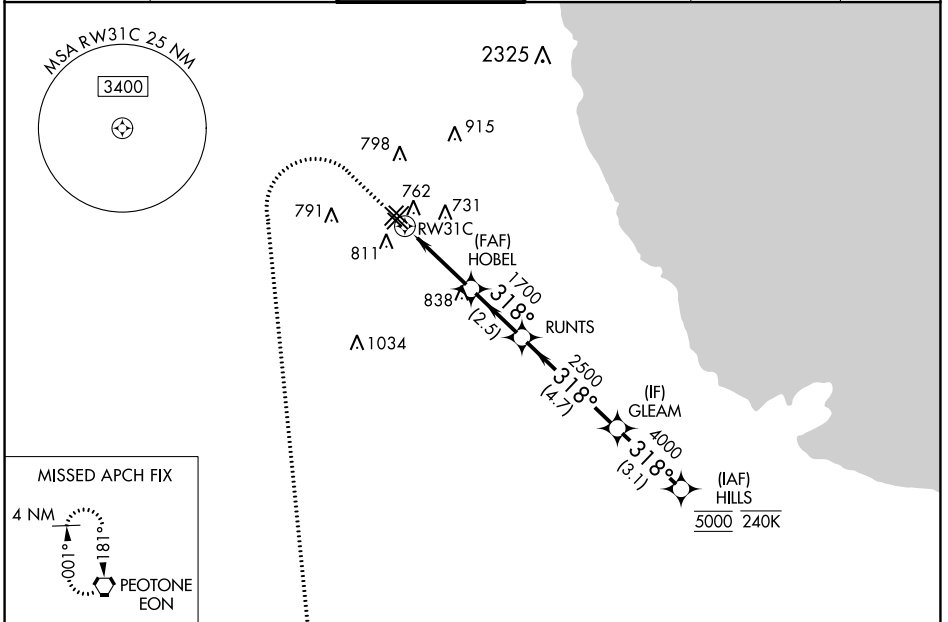 MSA RW31C 25 NM
3400
2325
915
798
762
731
791
RW31C
811
(FAF)
HOBEL
1700
318°
(2.5)
838
RUNTS
1034
2500
318°
(4.7)
(IF)
GLEAM
4000
318°
(3.1)
(IAF)
HILLS
5000 240K
MISSED APCH FIX
4 NM
001°
181°
PEOTONE
EON